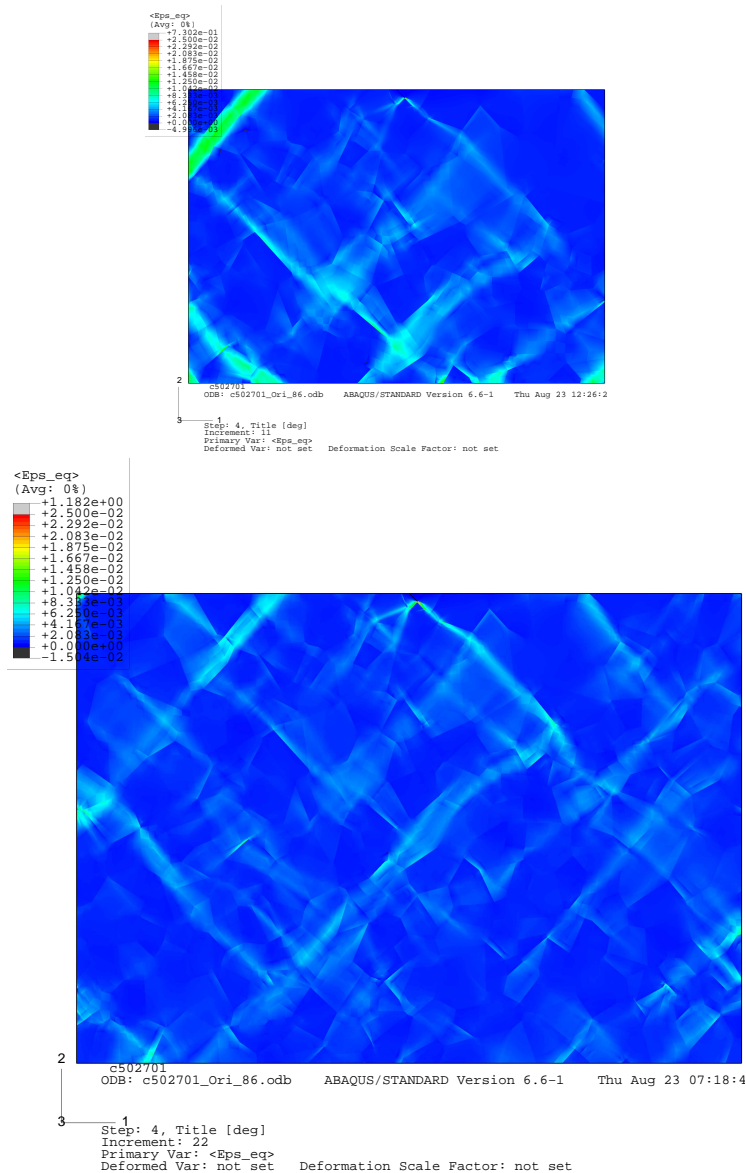 <Eps_eq>
(Avg: 0%)
+7.302e-01
+2.500e-02
+2.292e-02
+2.083e-02
+1.875e-02
+1.667e-02
+1.458e-02
+1.250e-02
+1.042e-02
+0.000e+00
2
c502701
ODB: c502701_Ori_86.odb ABAQUS/STANDARD Version 6.6-1 Thu Aug 23 12:26:2
3 1
Step: 4, Title [deg]
Increment: 11
Primary Var: <Eps_eq>
Deformed Var: not set Deformation Scale Factor: not set
<Eps_eq>
(Avg: 0%)
+1.182e+00
+2.500e-02
+2.292e-02
+2.083e-02
+1.875e-02
+1.667e-02
+1.458e-02
+1.250e-02
+1.042e-02
+8.333e-03
+6.250e-03
+4.167e-03
+2.083e-03
+0.000e+00
-1.504e-02
2
c502701
ODB: c502701_Ori_86.odb ABAQUS/STANDARD Version 6.6-1 Thu Aug 23 07:18:4
3 1
Step: 4, Title [deg]
Increment: 22
Primary Var: <Eps_eq>
Deformed Var: not set Deformation Scale Factor: not set